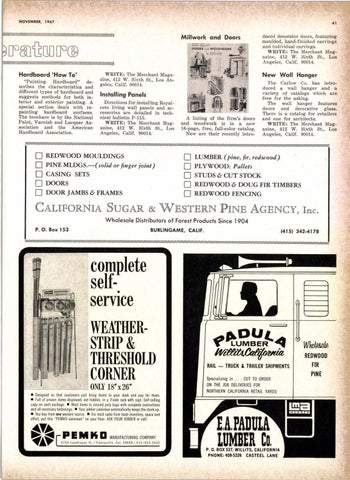 NOVEMBER, 1967
41
erature
Hardboard 'How To'
"Painting Hardboard" describes the characteristics and different types of hardboard and suggests methods for both interior and exterior painting. A special section deals with repainting hardboard surfaces. The brochure is by the National Paint, Varnish and Lacquer Association and the American Hardboard Association.
WRITE: The Merchant Magazine, 412 W. Sixth St., Los Angeles, Calif. 90014.
Installing Panels
Directions for installing Royalcote living wall panels and accessories are detailed in technical bulletin P-115.
WRITE: The Merchant Magazine, 412 W. Sixth St., Los Angeles, Calif. 90014.
Millwork and Doors
A listing of the firm's doors and woodwork is in a new 16-page, free, full-color catalog. New are their recently introduced decorator doors, featuring moulded, hand-finished carvings and individual carvings.
WRITE: The Merchant Magazine, 412 W. Sixth St., Los Angeles, Calif. 90014.
New Wall Hanger
The Carlow Co. has introduced a wall hanger and a variety of catalogs which are free for the asking.
The wall hanger features doors and decorative glass. There is a catalog for retailers and one for architects.
WRITE: The Merchant Magazine, 412 W. Sixth St., Los Angeles, Calif. 90014.
REDWOOD MOULDINGS
PINE MLDGS.—(solid or finger joint)
CASING SETS
DOORS
DOOR JAMBS & FRAMES
LUMBER (pine, fir, redwood)
PLYWOOD: Pallets
STUDS & CUT STOCK
REDWOOD & DOUG FIR TIMBERS
REDWOOD FENCING
CALIFORNIA SUGAR & WESTERN PINE AGENCY, Inc.
Wholesale Distributors of Forest Products Since 1904
P. O. Box 153
BURLINGAME, CALIF.
(415) 342-4178
complete
self-
service
WEATHER-
STRIP &
THRESHOLD
CORNER
ONLY 18" x 26"
PEMKO
MANUFACTURING COMPANY
PADULA
LUMBER
Willits, California
RAIL — TRUCK & TRAILER SHIPMENTS
Specializing in . . . CUT TO ORDER
ON THE JOB DELIVERIES FOR
NORTHERN CALIFORNIA RETAIL YARDS
Wholesale
REDWOOD
FIR
PINE
E.A. PADULA
LUMBER Co.
P. O. BOX 537, WILLITS, CALIFORNIA
PHONE: 459-5326 CASTEEL LANE